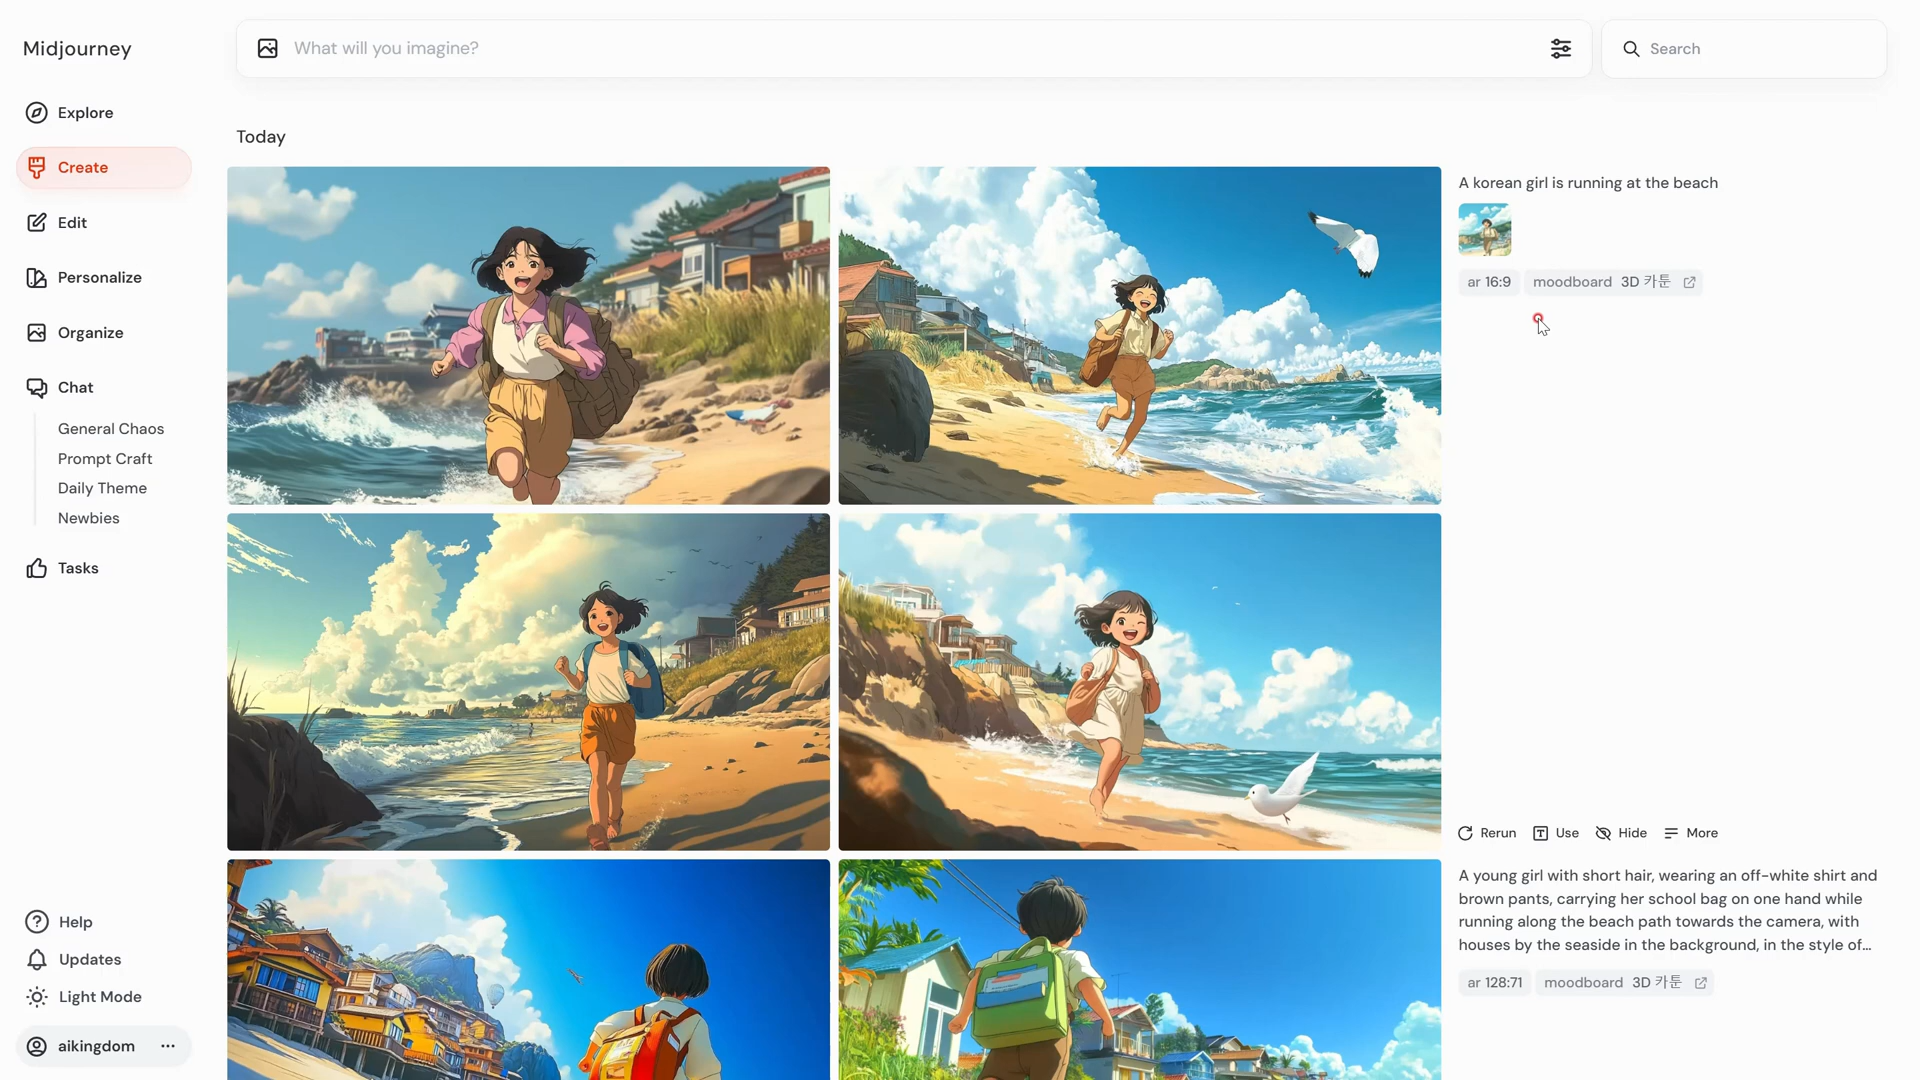 Midjourney
What will you imagine?
Search
Explore
Create
Edit
Personalize
Organize
Chat
General Chaos
Prompt Craft
Daily Theme
Newbies
Tasks
Help
Updates
Light Mode
aikingdom
Today
A korean girl is running at the beach
ar 16:9 moodboard 3D 카툰
Rerun Use Hide More
A young girl with short hair, wearing an off-white shirt and
brown pants, carrying her school bag on one hand while
running along the beach path towards the camera, with
houses by the seaside in the background, in the style of...
ar 128:71 moodboard 3D 카툰